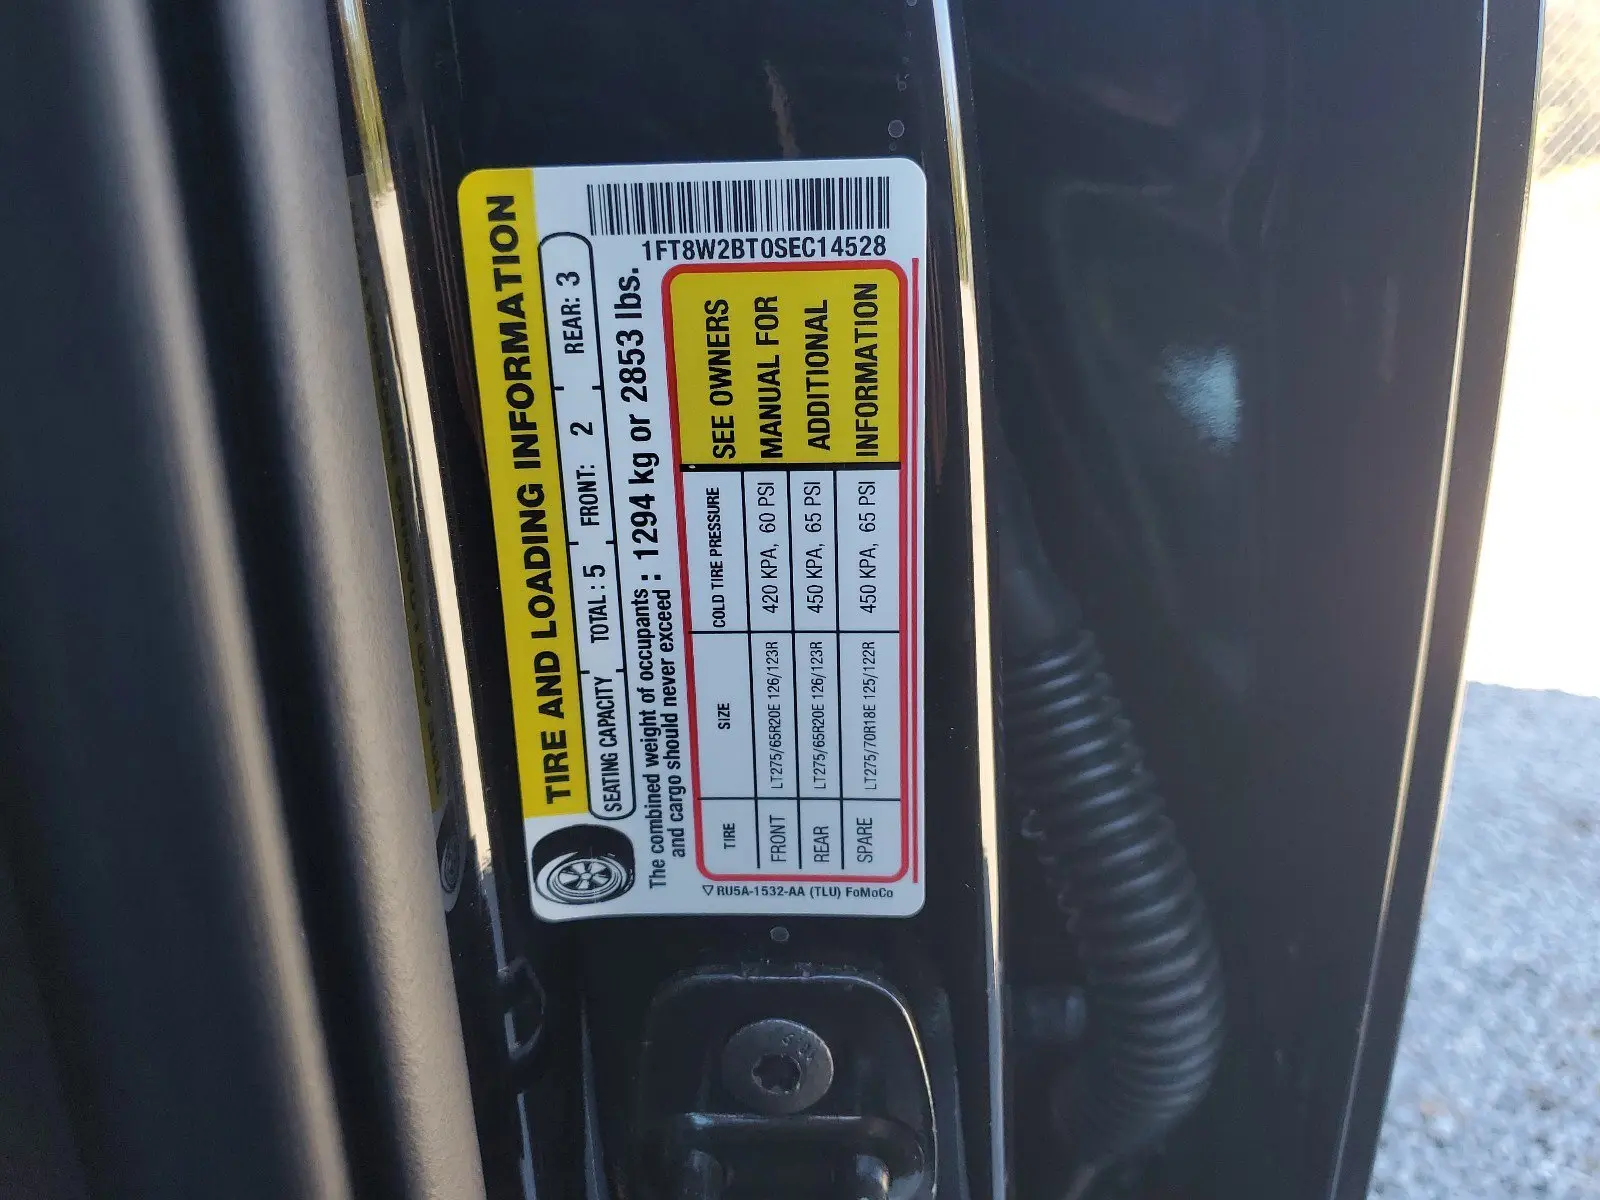 TIRE AND LOADING INFORMATION
SEATING CAPACITY TOTAL : 5 FRONT: 2 REAR: 3
The combined weight of occupants
and cargo should never exceed : 1294 kg or 2853 lbs.
1FT8W2BT0SEC14528
TIRE SIZE COLD TIRE PRESSURE
FRONT LT275/65R20E 126/123R 420 KPA, 60 PSI
REAR LT275/65R20E 126/123R 450 KPA, 65 PSI
SPARE LT275/70R18E 125/122R 450 KPA, 65 PSI
SEE OWNERS
MANUAL FOR
ADDITIONAL
INFORMATION
RU5A-1532-AA (TLU) FoMoCo